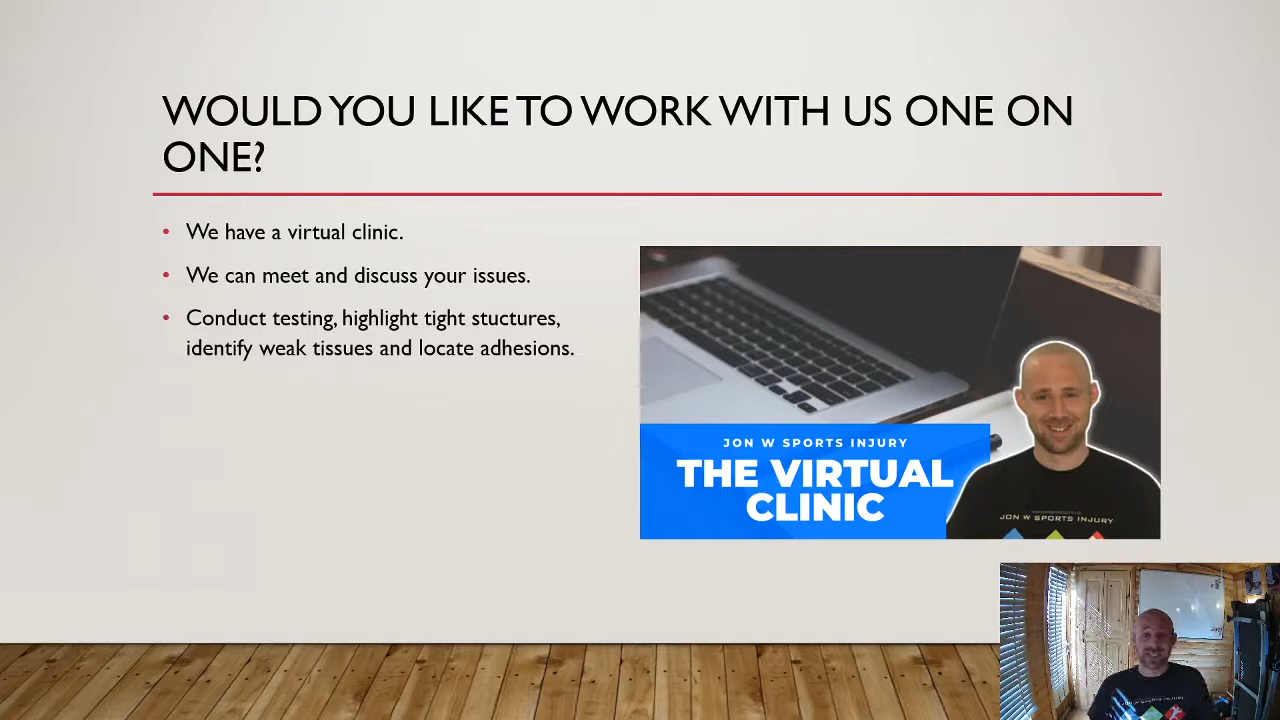 WOULD YOU LIKE TO WORK WITH US ONE ON
ONE?
• We have a virtual clinic.
• We can meet and discuss your issues.
• Conduct testing, highlight tight stuctures,
identify weak tissues and locate adhesions.
JON W SPORTS INJURY
THE VIRTUAL
CLINIC
JON W SPORTS INJURY